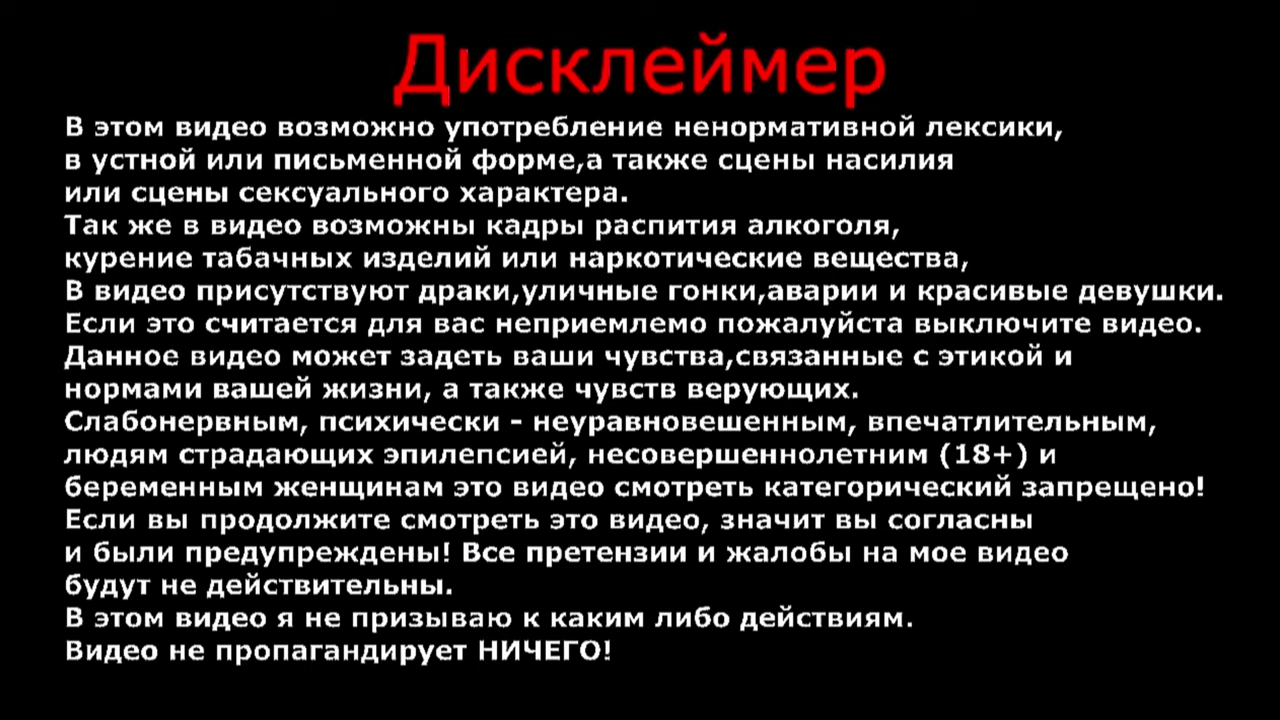 Дисклеймер
В этом видео возможно употребление ненормативной лексики,
в устной или письменной форме,а также сцены насилия
или сцены сексуального характера.
Так же в видео возможны кадры распития алкоголя,
курение табачных изделий или наркотические вещества,
В видео присутствуют драки,уличные гонки,аварии и красивые девушки.
Если это считается для вас неприемлемо пожалуйста выключите видео.
Данное видео может задеть ваши чувства,связанные с этикой и
нормами вашей жизни, а также чувств верующих.
Слабонервным, психически - неуравновешенным, впечатлительным,
людям страдающих эпилепсией, несовершеннолетним (18+) и
беременным женщинам это видео смотреть категорический запрещено!
Если вы продолжите смотреть это видео, значит вы согласны
и были предупреждены! Все претензии и жалобы на мое видео
будут не действительны.
В этом видео я не призываю к каким либо действиям.
Видео не пропагандирует НИЧЕГО!